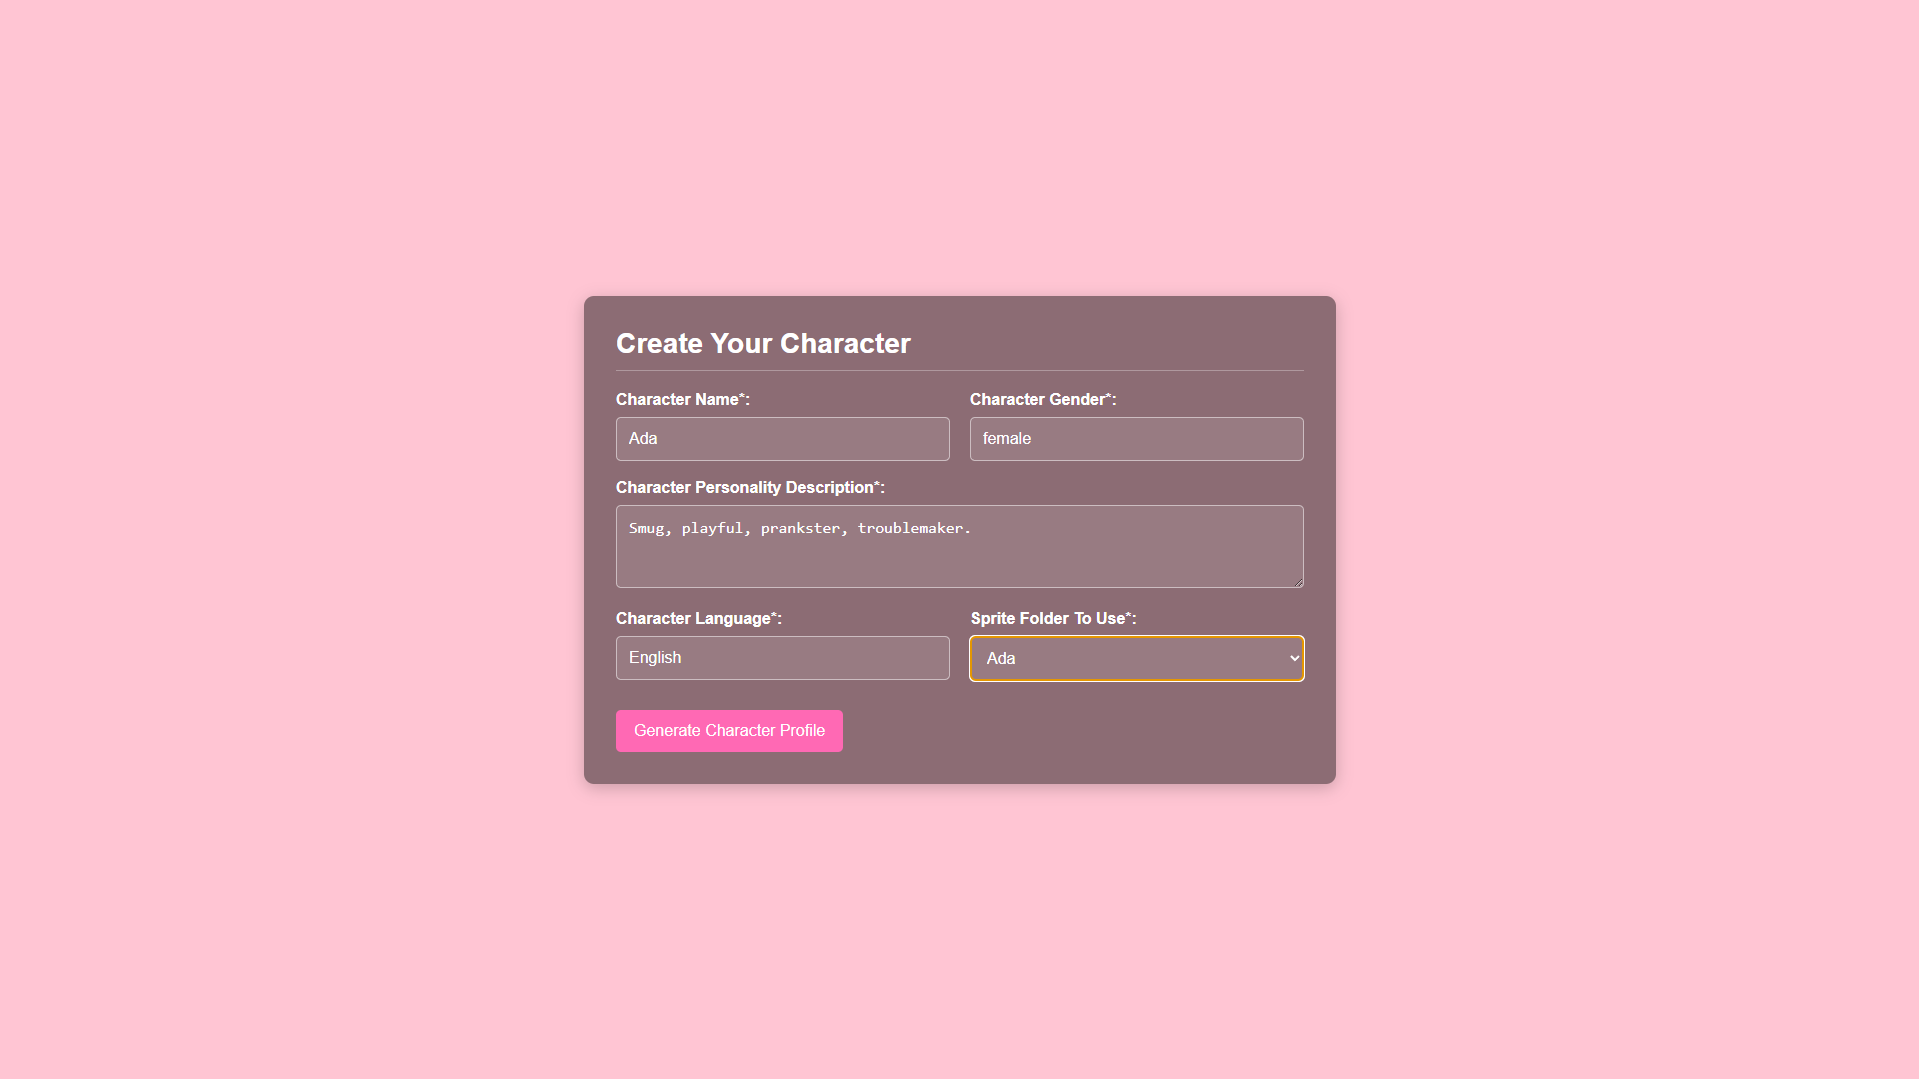 Create Your Character
Character Name*:
Character Gender*:
Ada
female
Character Personality Description*:
Smug, playful, prankster, troublemaker.
Character Language*:
Sprite Folder To Use*:
English
Ada
Generate Character Profile